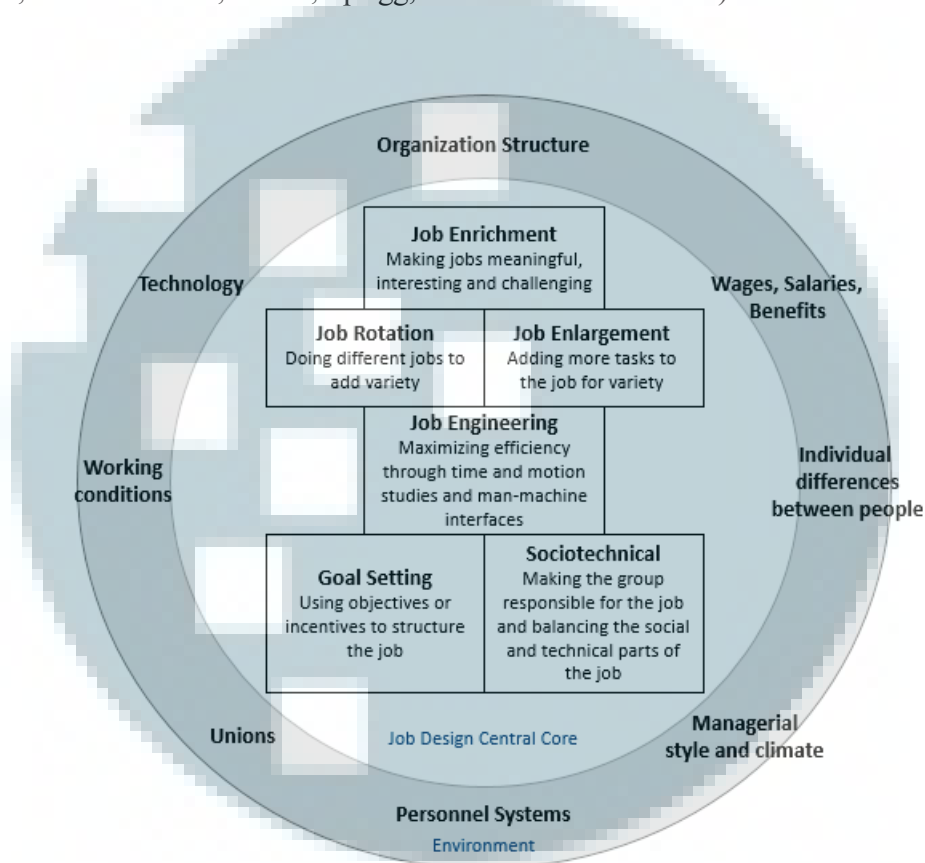 Organization Structure
Job Enrichment
Making jobs meaningful,
interesting and challenging
Technology
Wages, Salaries,
Benefits
Job Rotation
Doing different jobs to
add variety
Job Enlargement
Adding more tasks to
the job for variety
Job Engineering
Maximizing efficiency
through time and motion
studies and man-machine
interfaces
Working
conditions
Individual
differences
between people
Goal Setting
Using objectives or
incentives to structure
the job
Sociotechnical
Making the group
responsible for the job
and balancing the social
and technical parts of
the job
Unions
Job Design Central Core
Managerial
style and climate
Personnel Systems
Environment